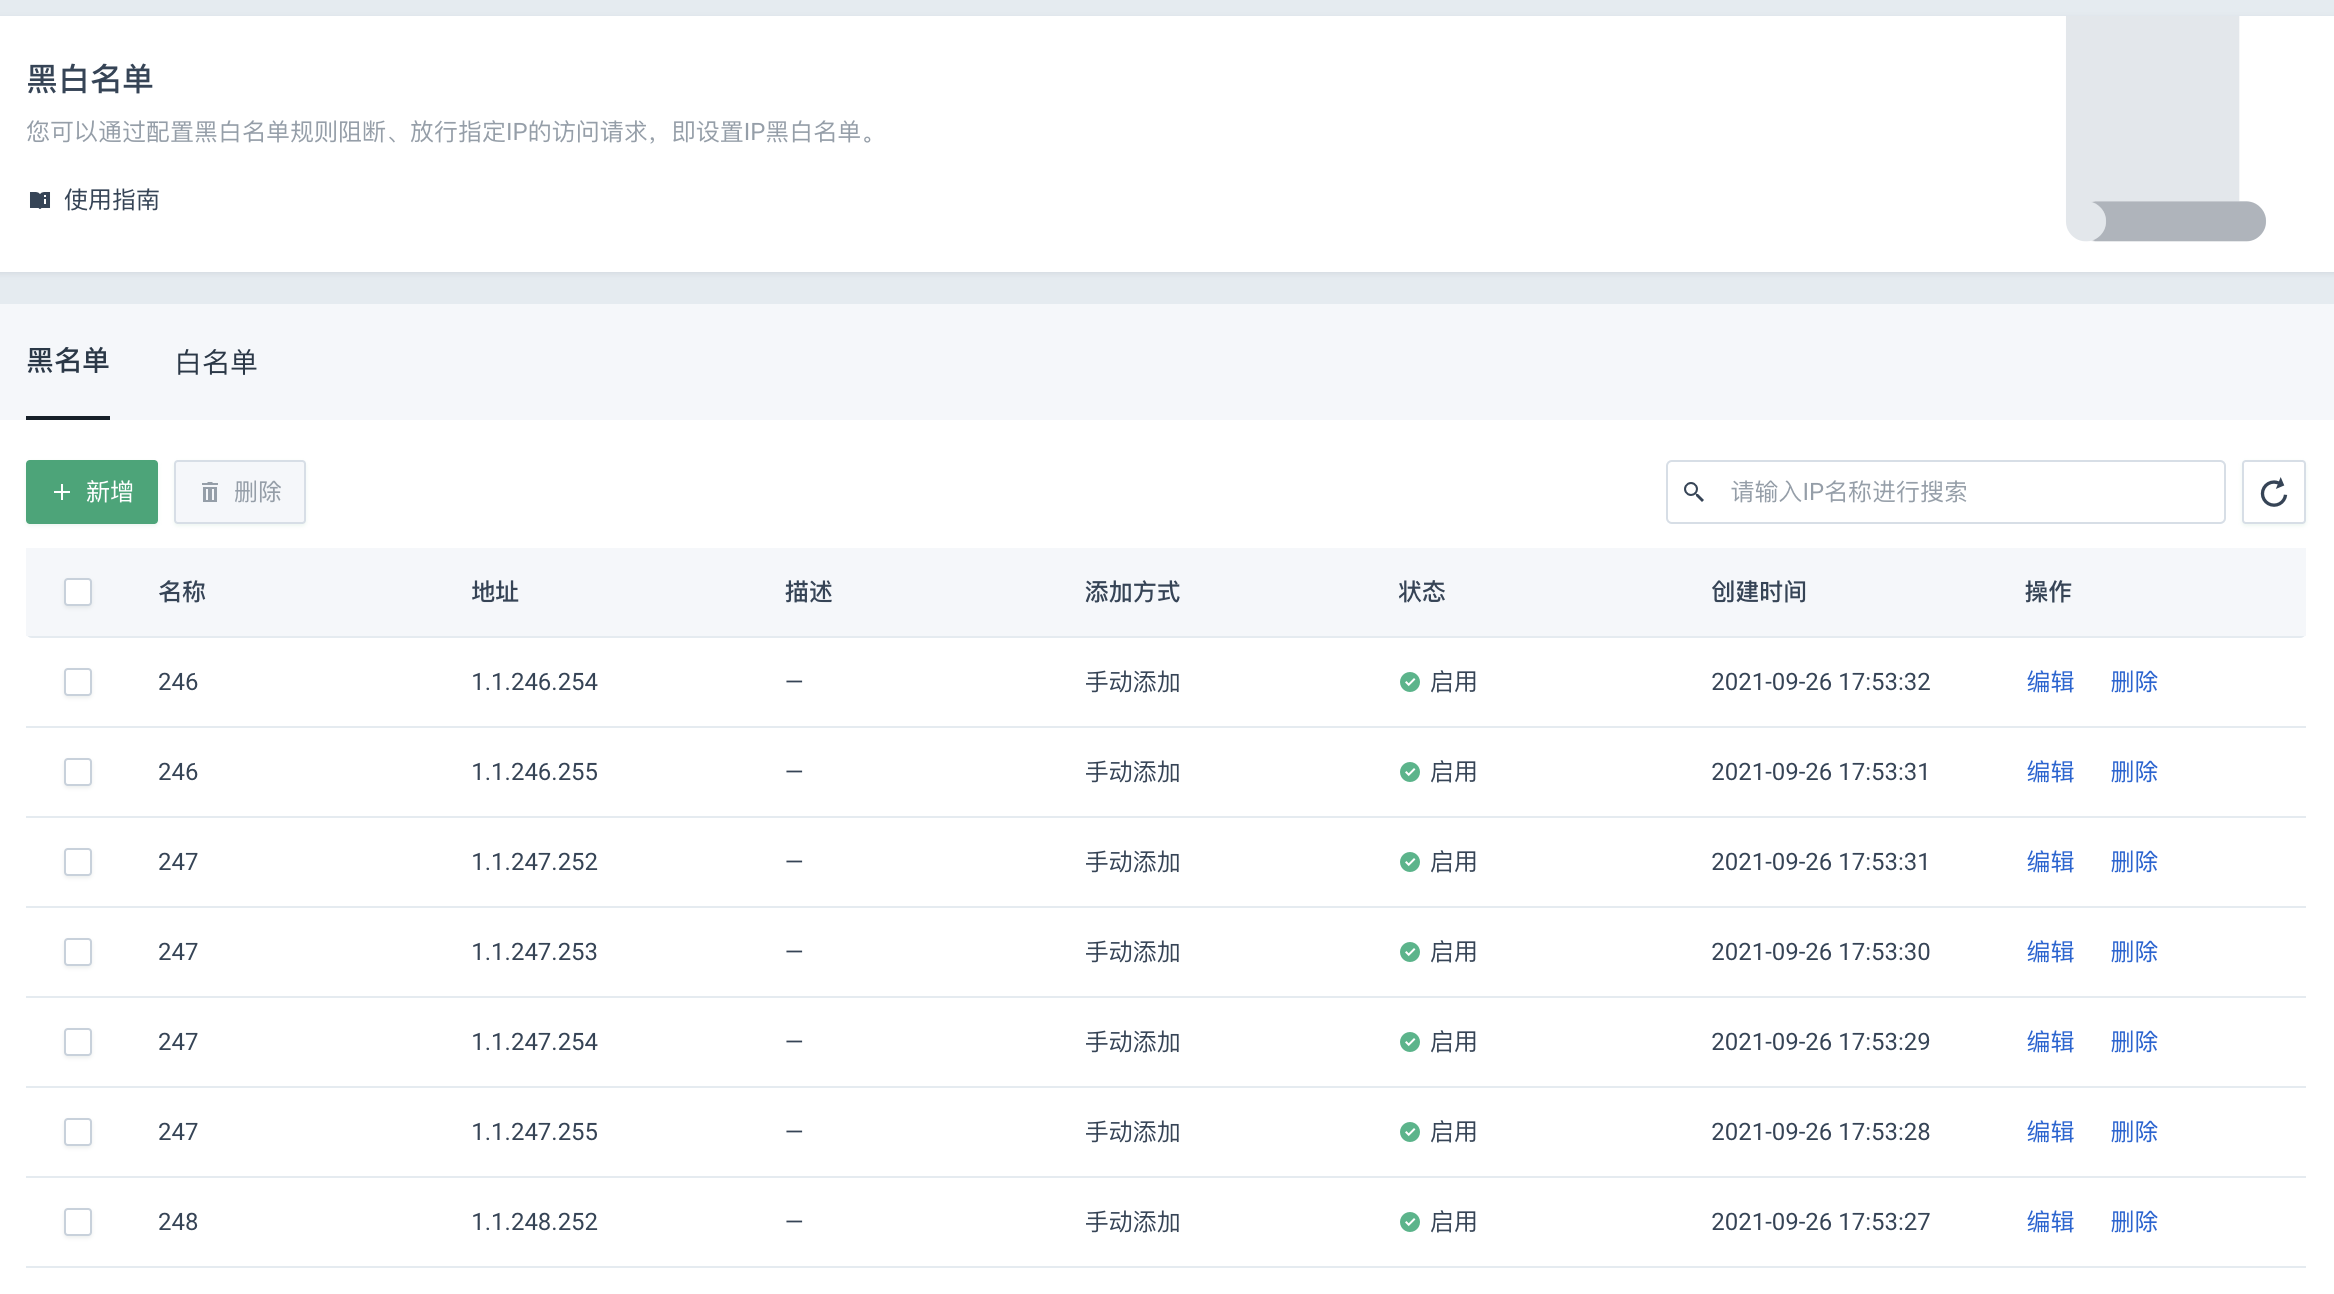 黑白名单
您可以通过配置黑白名单规则阻断、放行指定IP的访问请求，即设置IP黑白名单。
使用指南
黑名单 白名单
新增 删除 请输入IP名称进行搜索
名称 地址 描述 添加方式 状态 创建时间 操作
246 1.1.246.254 — 手动添加 启用 2021-09-26 17:53:32 编辑 删除
246 1.1.246.255 — 手动添加 启用 2021-09-26 17:53:31 编辑 删除
247 1.1.247.252 — 手动添加 启用 2021-09-26 17:53:31 编辑 删除
247 1.1.247.253 — 手动添加 启用 2021-09-26 17:53:30 编辑 删除
247 1.1.247.254 — 手动添加 启用 2021-09-26 17:53:29 编辑 删除
247 1.1.247.255 — 手动添加 启用 2021-09-26 17:53:28 编辑 删除
248 1.1.248.252 — 手动添加 启用 2021-09-26 17:53:27 编辑 删除